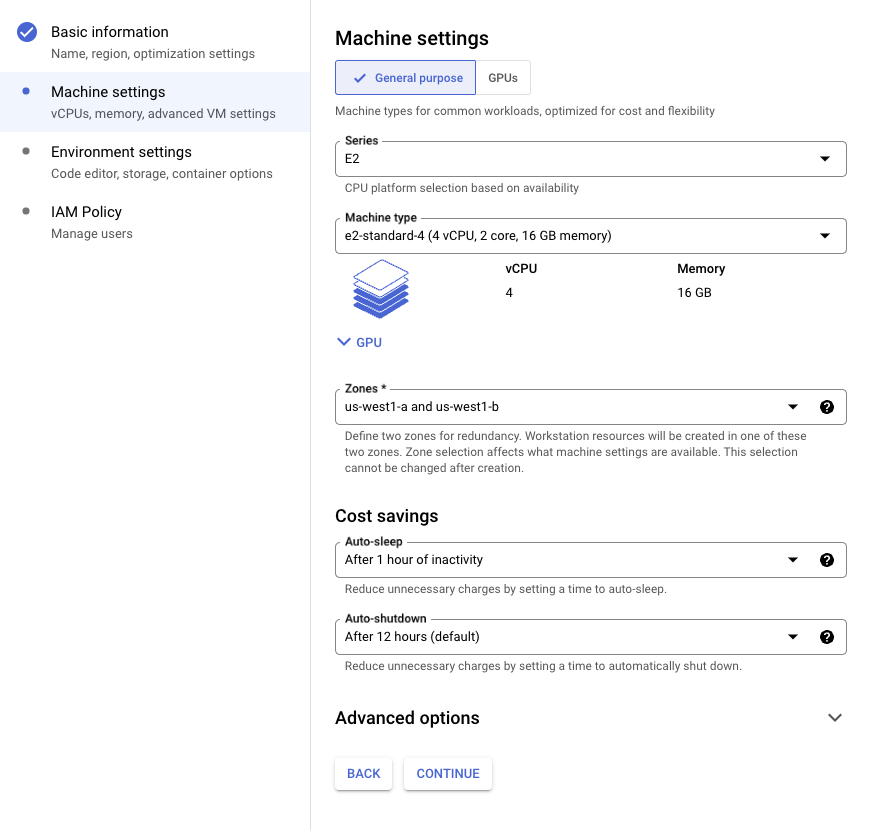 Basic information
Name, region, optimization settings
Machine settings
vCPUs, memory, advanced VM settings
Environment settings
Code editor, storage, container options
IAM Policy
Manage users
Machine settings
General purpose
GPUs
Machine types for common workloads, optimized for cost and flexibility
Series
E2
CPU platform selection based on availability
Machine type
e2-standard-4 (4 vCPU, 2 core, 16 GB memory)
vCPU
Memory
4
16 GB
GPU
Zones *
us-west1-a and us-west1-b
Define two zones for redundancy. Workstation resources will be created in one of these
two zones. Zone selection affects what machine settings are available. This selection
cannot be changed after creation.
Cost savings
Auto-sleep
After 1 hour of inactivity
Reduce unnecessary charges by setting a time to auto-sleep.
Auto-shutdown
After 12 hours (default)
Reduce unnecessary charges by setting a time to automatically shut down.
Advanced options
BACK
CONTINUE